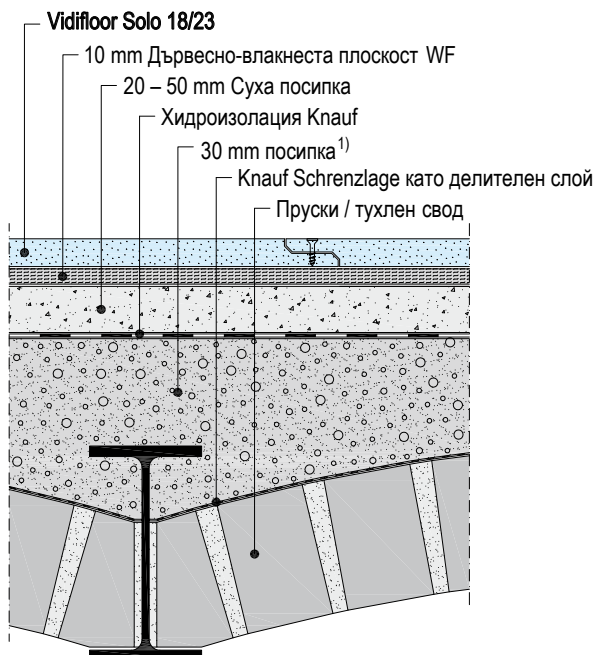 Vidifloor Solo 18/23
10 mm Дървесно-влакнеста плоскост WF
20 – 50 mm Суха посипка
Хидроизолация Knauf
30 mm посипка¹⁾
Knauf Schrenzlage като делителен слой
Пруски / тухлен свод